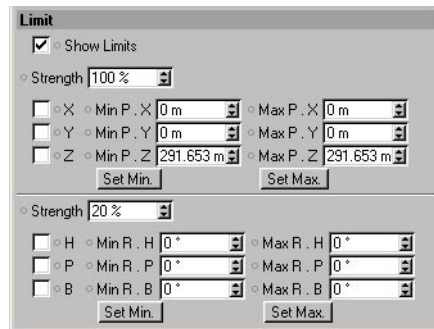 Limit
Show Limits
Strength 100 %
X Min P . X 0 m Max P . X 0 m
Y Min P . Y 0 m Max P . Y 0 m
Z Min P . Z 291.653 m Max P . Z 291.653 m
Set Min. Set Max.
Strength 20 %
H Min R . H 0 ° Max R . H 0 °
P Min R . P 0 ° Max R . P 0 °
B Min R . B 0 ° Max R . B 0 °
Set Min. Set Max.